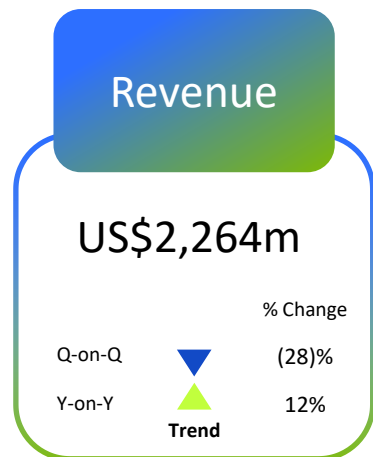 Revenue
US$2,264m
% Change
Q-on-Q (28)%
Y-on-Y 12%
Trend